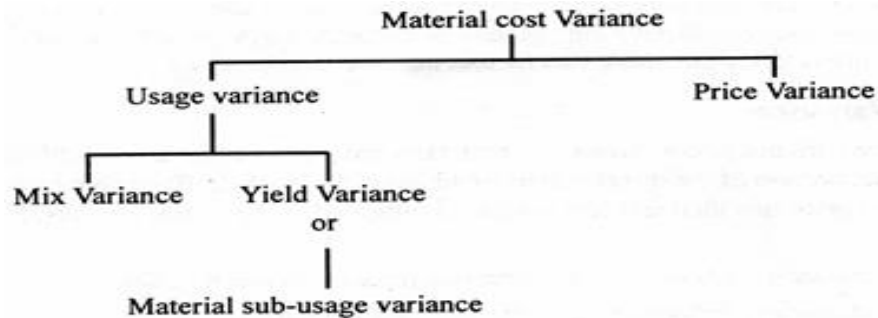 Material cost Variance
Usage variance
Price Variance
Mix Variance
Yield Variance
or
Material sub-usage variance